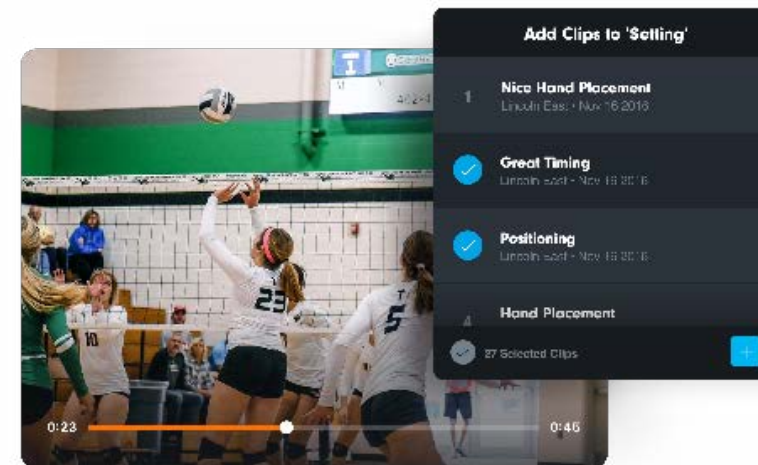 Add Clips to 'Setting'
1
Nice Hand Placement
Lincoln East • Nov 16 2016
Great Timing
Lincoln East • Nov 16 2016
Positioning
Lincoln East • Nov 16 2016
4
Hand Placement
27 Selected Clips
23
5
10
0:23
0:46